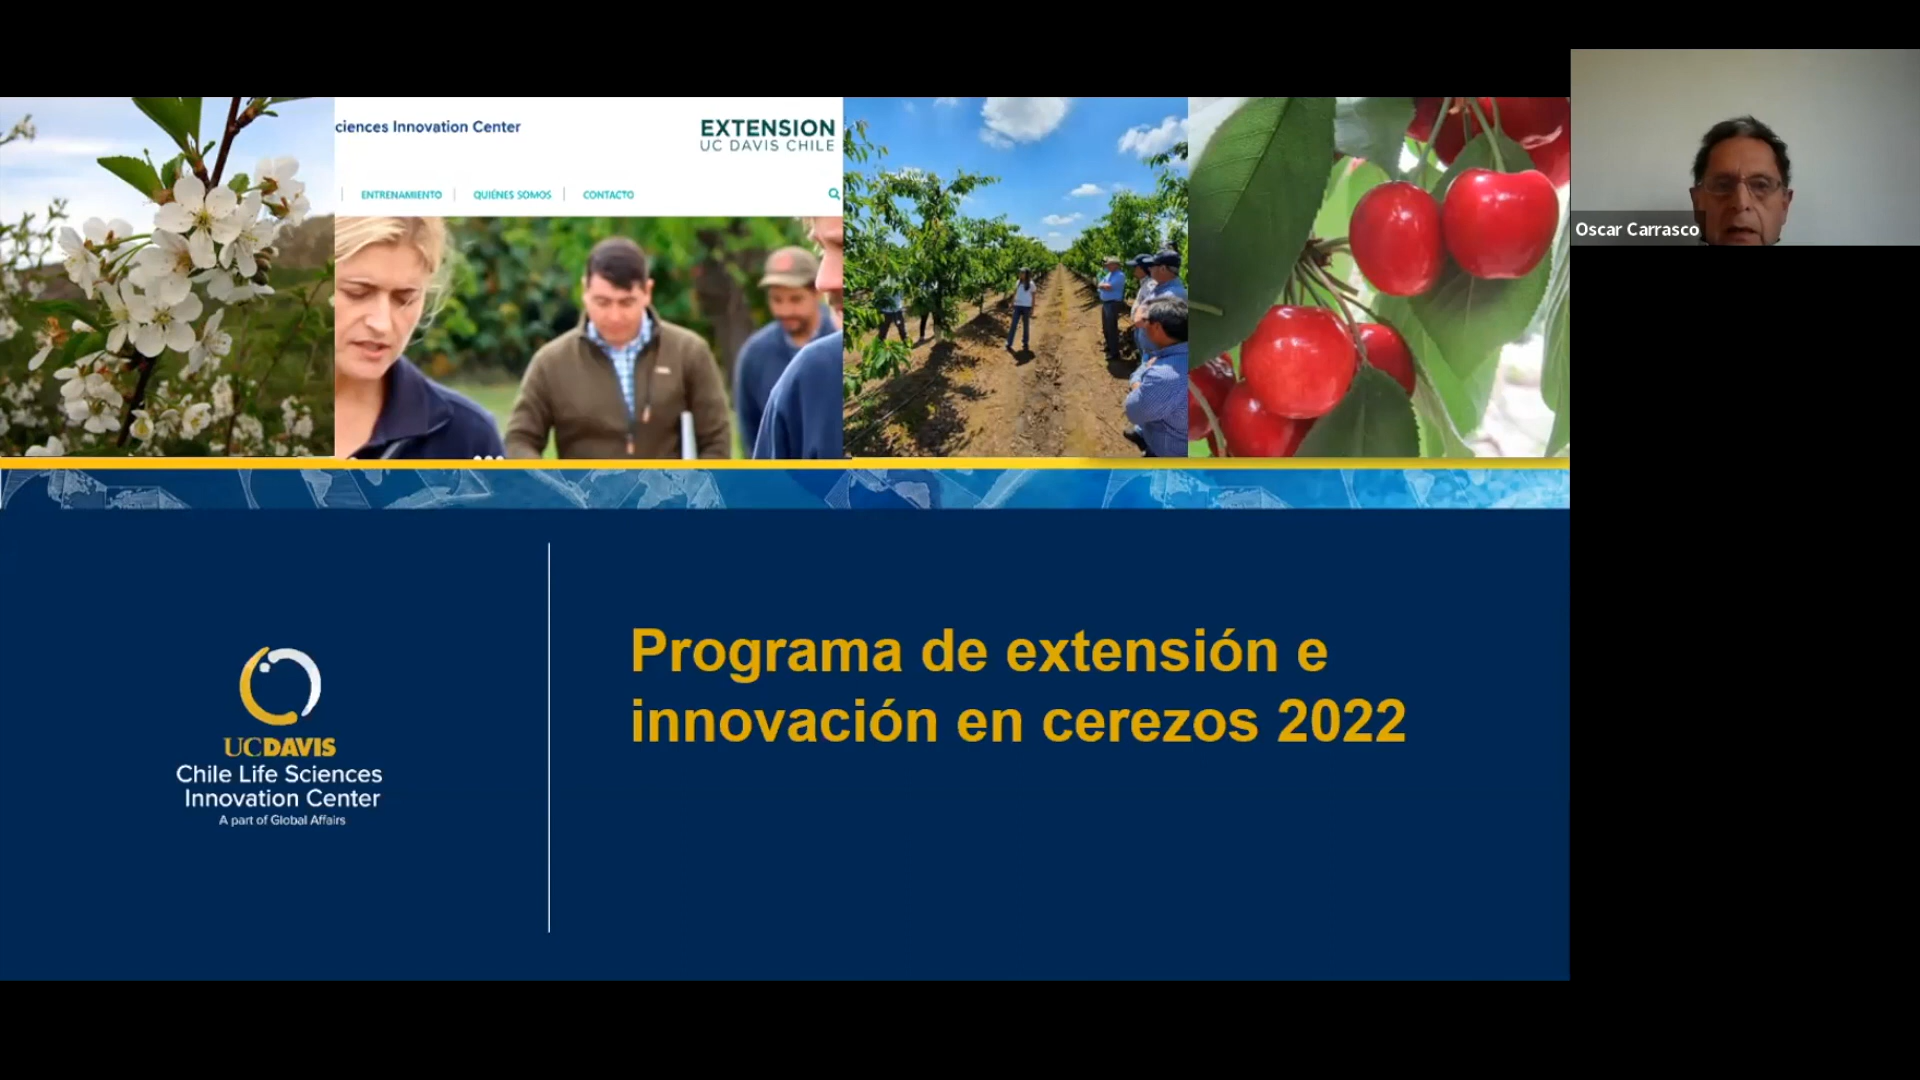 ciences Innovation Center
EXTENSION
UC DAVIS CHILE
ENTRENAMIENTO
QUIÉNES SOMOS
CONTACTO
Oscar Carrasco
Programa de extensión e
innovación en cerezos 2022
UCDAVIS
Chile Life Sciences
Innovation Center
A part of Global Affairs